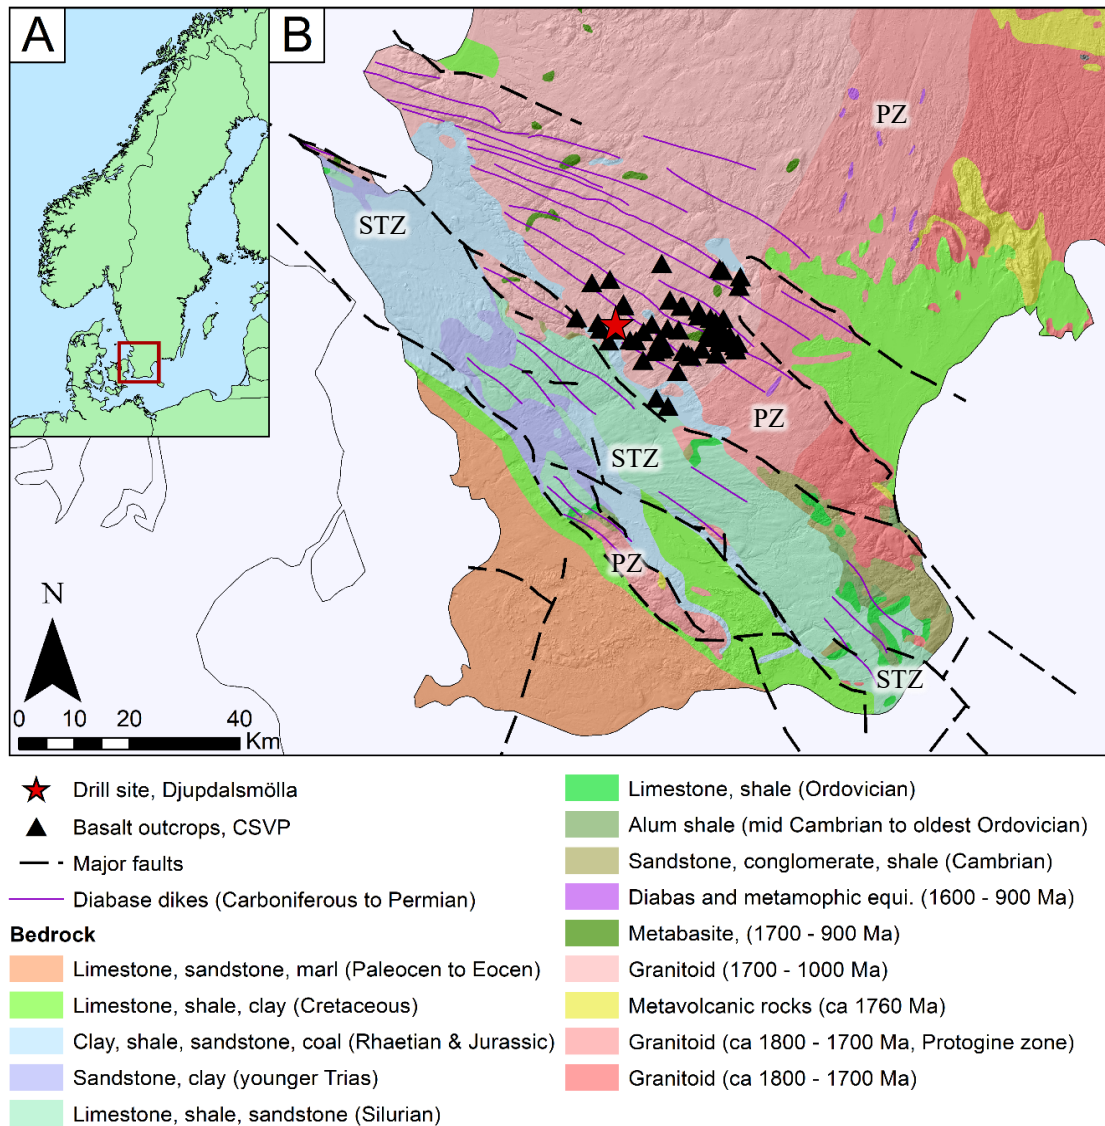 A
B
PZ
STZ
PZ
STZ
PZ
STZ
N
0 10 20 40
Km
Drill site, Djupdalsmölla
Basalt outcrops, CSVP
Major faults
Diabase dikes (Carboniferous to Permian)
Bedrock
Limestone, sandstone, marl (Paleocen to Eocen)
Limestone, shale, clay (Cretaceous)
Clay, shale, sandstone, coal (Rhaetian & Jurassic)
Sandstone, clay (younger Trias)
Limestone, shale, sandstone (Silurian)
Limestone, shale (Ordovician)
Alum shale (mid Cambrian to oldest Ordovician)
Sandstone, conglomerate, shale (Cambrian)
Diabas and metamophic equi. (1600 - 900 Ma)
Metabasite, (1700 - 900 Ma)
Granitoid (1700 - 1000 Ma)
Metavolcanic rocks (ca 1760 Ma)
Granitoid (ca 1800 - 1700 Ma, Protogine zone)
Granitoid (ca 1800 - 1700 Ma)